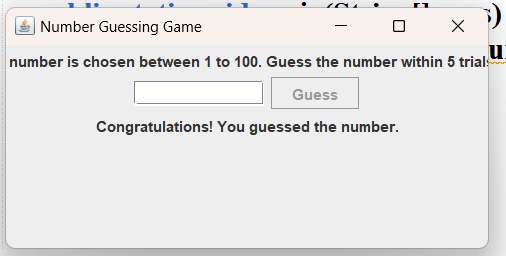 Number Guessing Game
number is chosen between 1 to 100. Guess the number within 5 trials
Guess
Congratulations! You guessed the number.